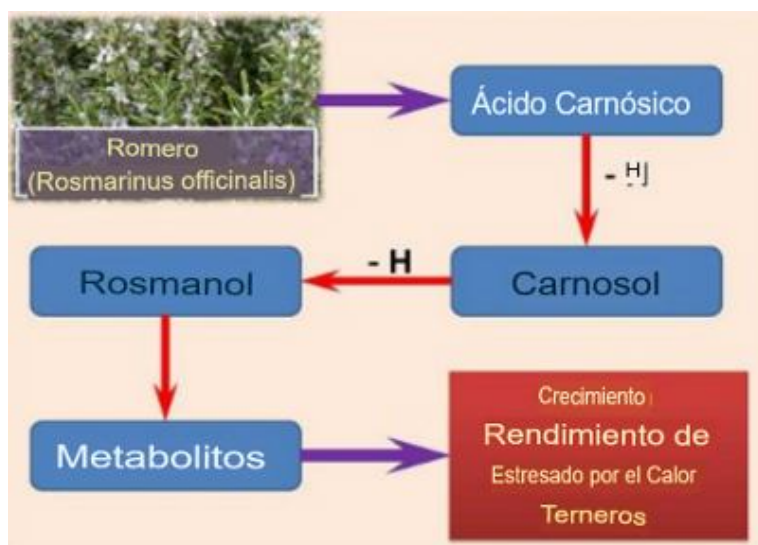 Romero
(Rosmarinus officinalis)
Ácido Carnósico
- H
Carnosol
- H
Rosmanol
Metabolitos
Crecimiento
Rendimiento de
Estresado por el Calor
Terneros